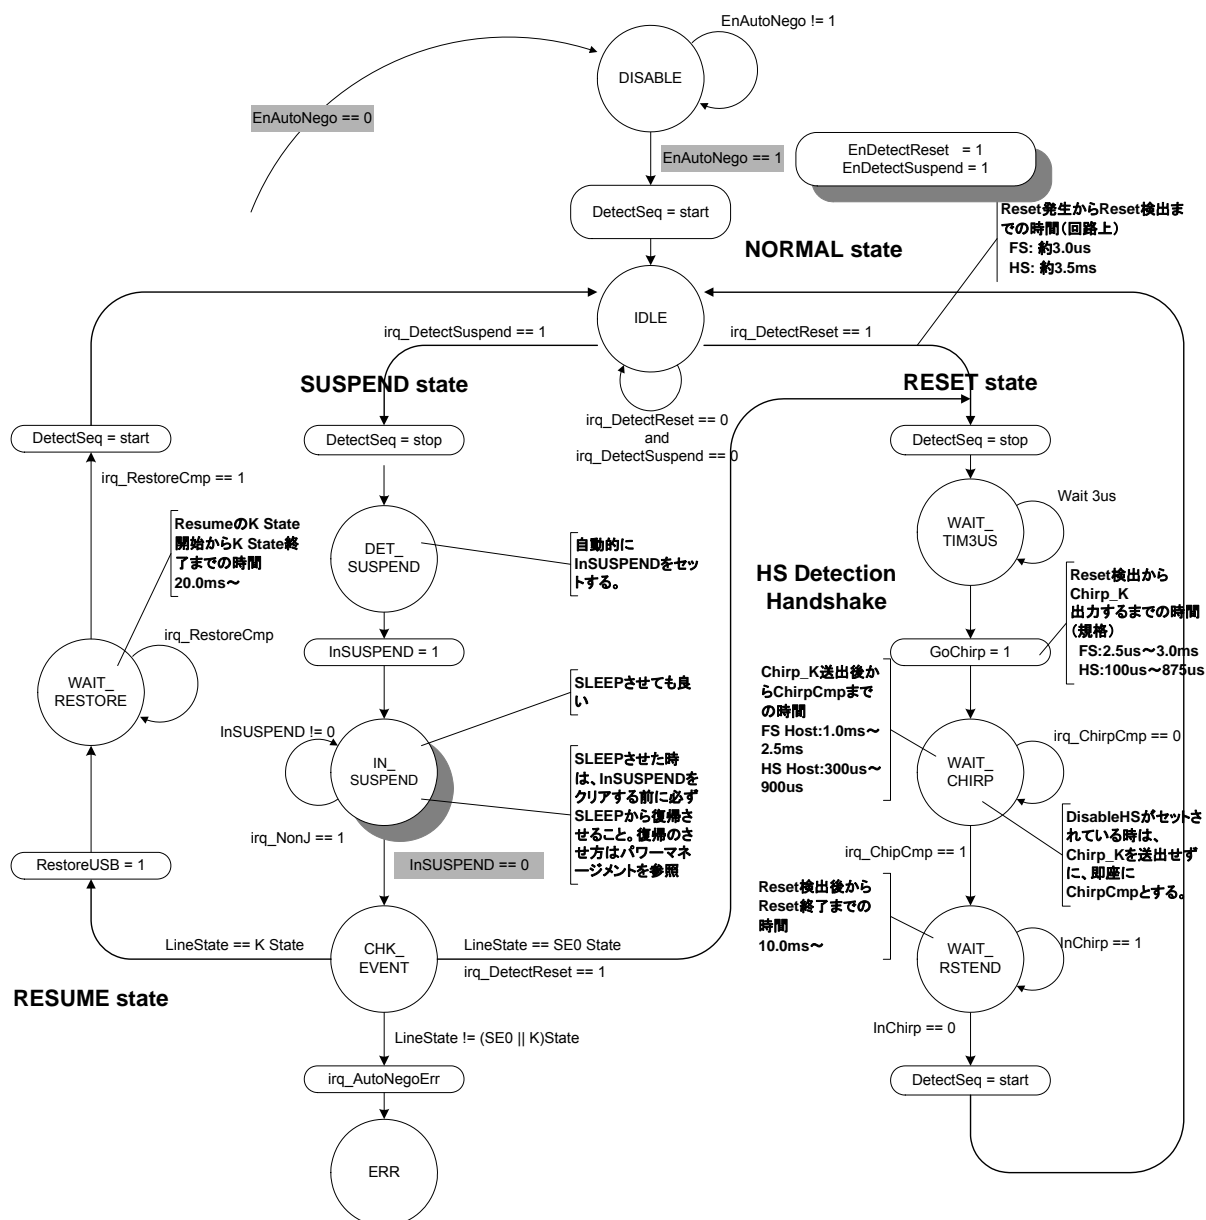 EnAutoNego != 1
DISABLE
EnAutoNego == 0
EnAutoNego == 1
EnDetectReset = 1
EnDetectSuspend = 1
DetectSeq = start
Reset発生からReset検出ま
での時間（回路上）
FS: 約3.0us
HS: 約3.5ms
NORMAL state
IDLE
irq_DetectSuspend == 1
irq_DetectReset == 1
SUSPEND state
RESET state
irq_DetectReset == 0
and
irq_DetectSuspend == 0
DetectSeq = start
DetectSeq = stop
DetectSeq = stop
irq_RestoreCmp == 1
Wait 3us
ResumeのK State
開始からK State終
了までの時間
20.0ms～
DET_
SUSPEND
自動的に
InSUSPENDをセッ
トする。
WAIT_
TIM3US
HS Detection
Handshake
Reset検出から
Chirp_K
出力するまでの時間
（規格）
FS:2.5us～3.0ms
HS:100us～875us
irq_RestoreCmp
InSUSPEND = 1
GoChirp = 1
WAIT_
RESTORE
SLEEPさせても良
い
Chirp_K送出後か
らChirpCmpまで
の時間
FS Host:1.0ms～
2.5ms
HS Host:300us～
900us
InSUSPEND != 0
irq_ChirpCmp == 0
IN_
SUSPEND
SLEEPさせた時
は、InSUSPENDを
クリアする前に必ず
SLEEPから復帰さ
せること。復帰のさ
せ方はパワーマネ
ージメントを参照
WAIT_
CHIRP
irq_NonJ == 1
DisableHSがセットさ
れている時は、
Chirp_Kを送出せず
に、即座に
ChirpCmpとする。
RestoreUSB = 1
InSUSPEND == 0
irq_ChipCmp == 1
Reset検出後から
Reset終了までの
時間
10.0ms～
LineState == K State
CHK_
EVENT
LineState == SE0 State
irq_DetectReset == 1
WAIT_
RSTEND
InChirp == 1
RESUME state
LineState != (SE0 || K)State
InChirp == 0
irq_AutoNegoErr
DetectSeq = start
ERR